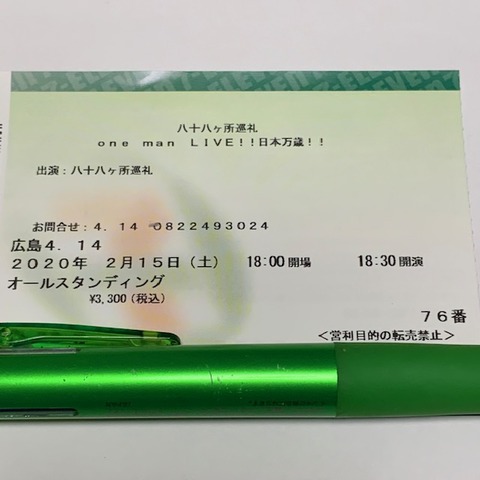 八十八ヶ所巡礼
one man LIVE!!日本万歳!!
出演：八十八ヶ所巡礼
お問合せ：4.14 0822493024
広島4.14
2020年 2月15日(土) 18:00開場 18:30開演
オールスタンディング
¥3,300(税込)
76番
<営利目的の転売禁止>